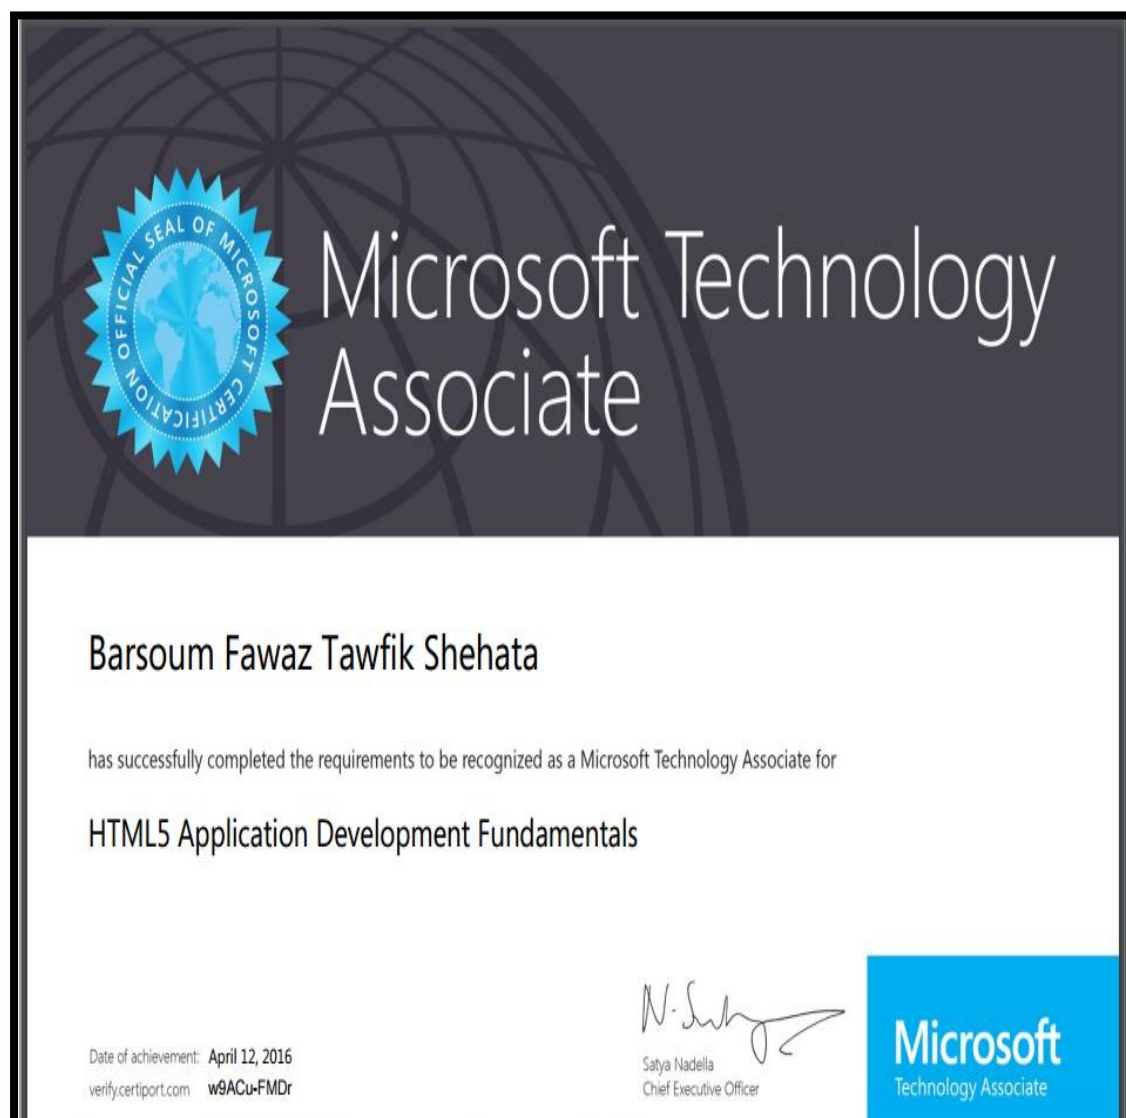 OFFICIAL SEAL OF MICROSOFT CERTIFICATION
Microsoft Technology
Associate
Barsoum Fawaz Tawfik Shehata
has successfully completed the requirements to be recognized as a Microsoft Technology Associate for
HTML5 Application Development Fundamentals
Date of achievement: April 12, 2016
verify.certiport.com w9ACu-FMDr
Satya Nadella
Chief Executive Officer
Microsoft
Technology Associate